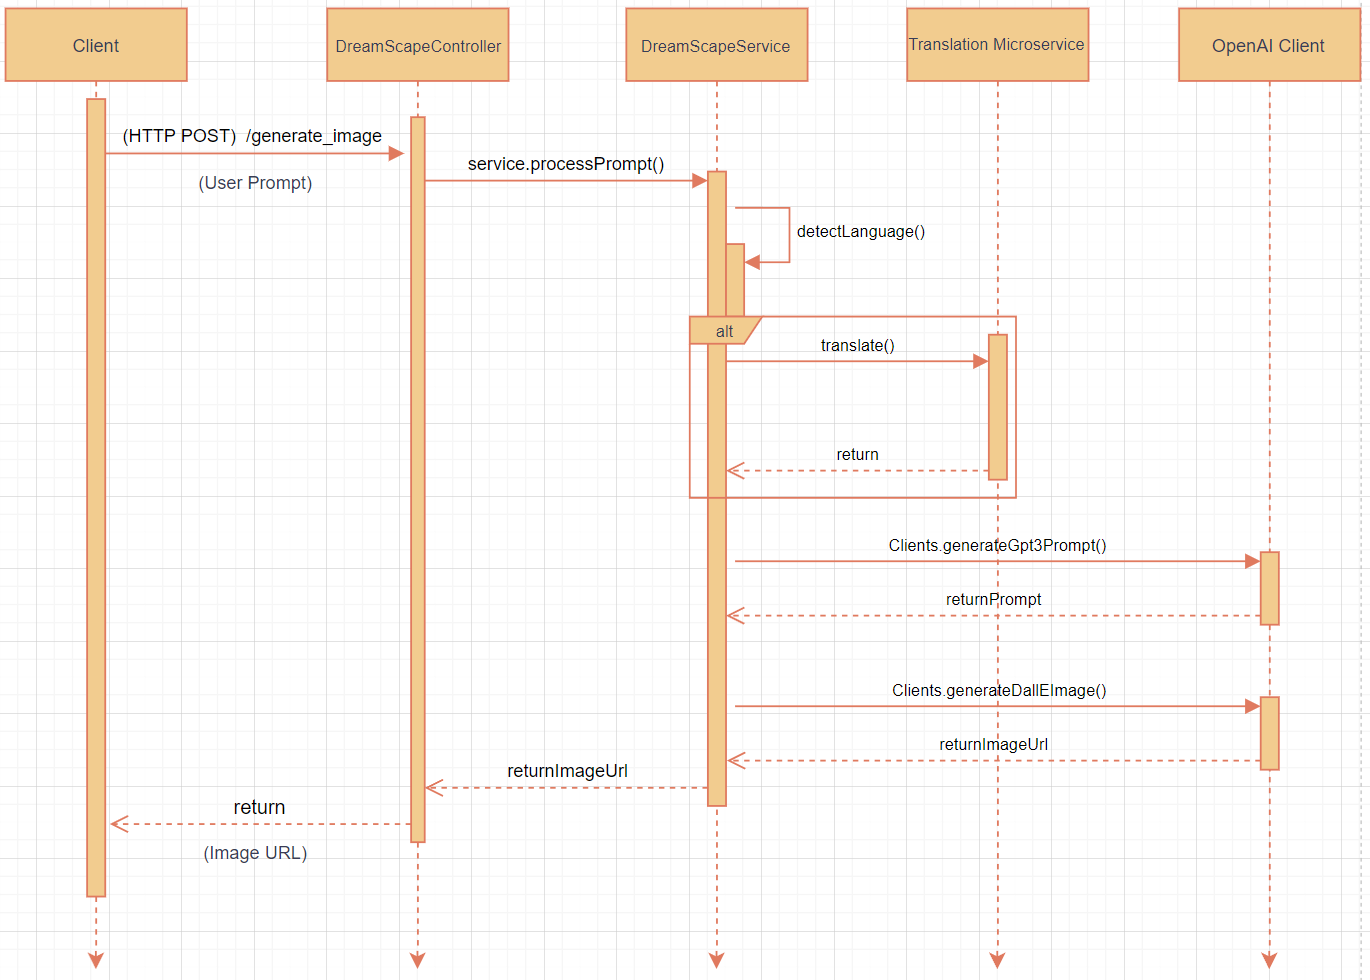 Client
DreamScapeController
DreamScapeService
Translation Microservice
OpenAI Client
(HTTP POST) /generate_image
(User Prompt)
service.processPrompt()
detectLanguage()
alt
translate()
return
Clients.generateGpt3Prompt()
returnPrompt
Clients.generateDallEImage()
returnImageUrl
returnImageUrl
return
(Image URL)